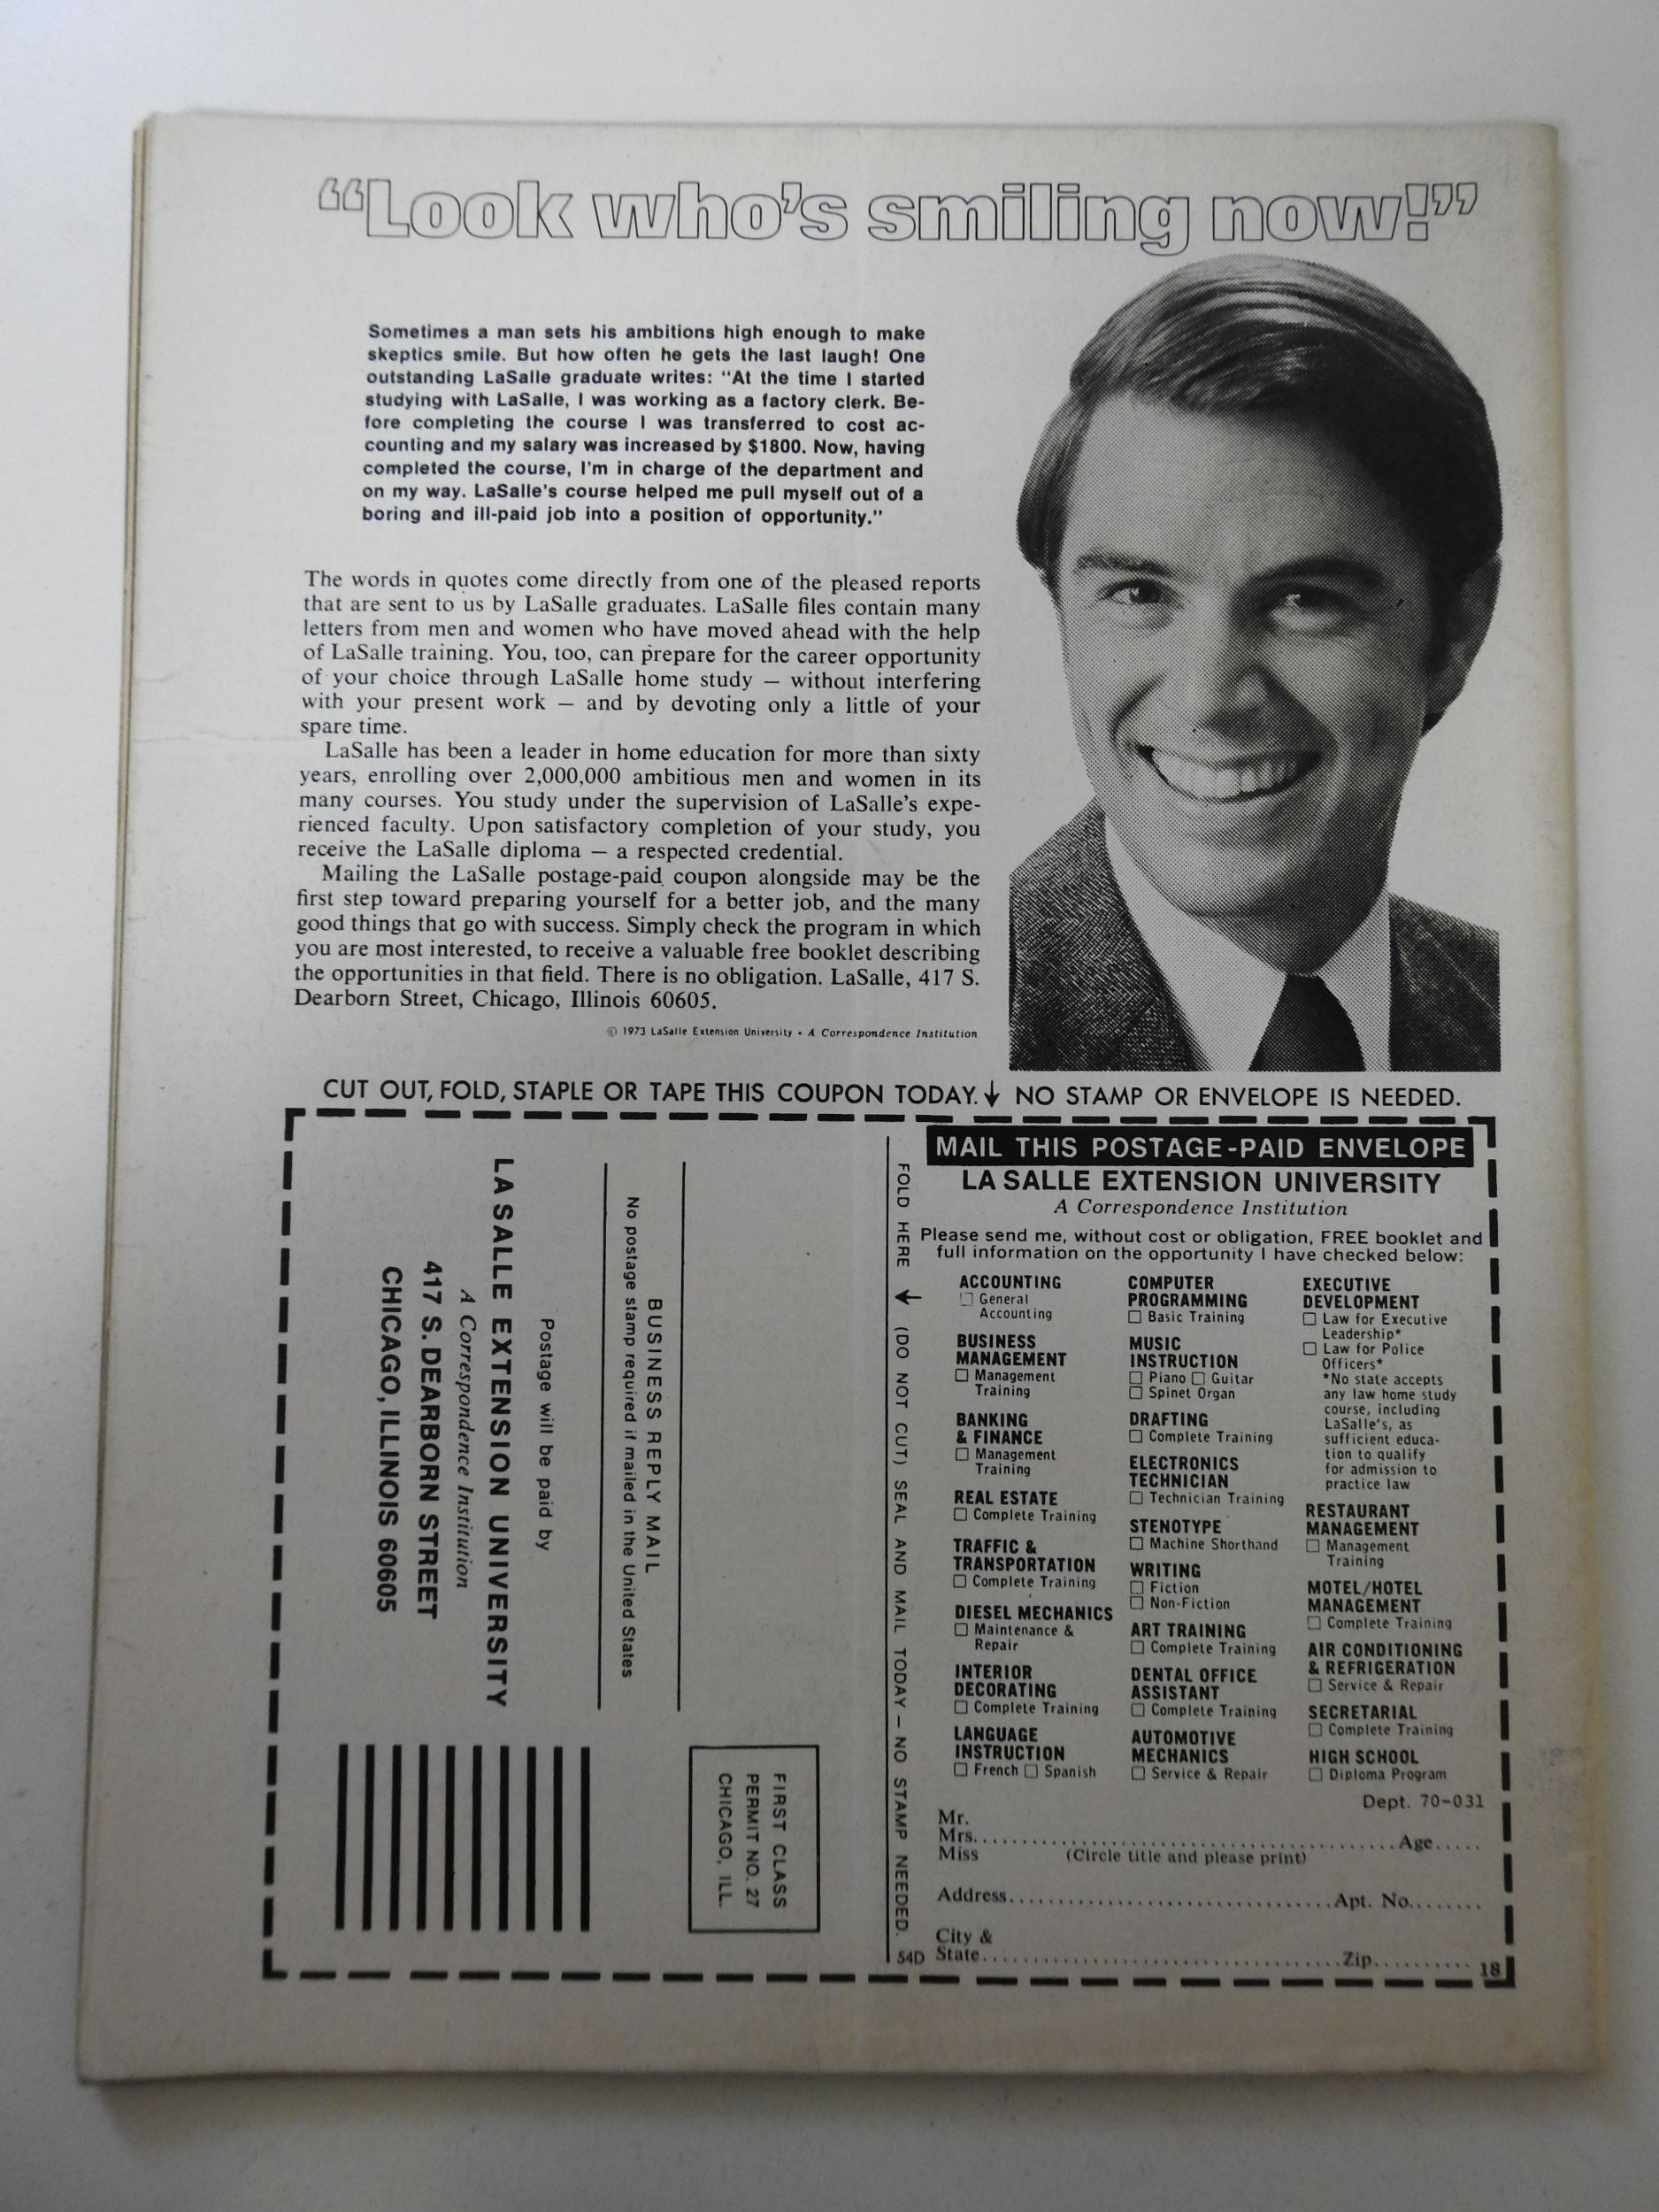 “Look who's smiling now!”
Sometimes a man sets his ambitions high enough to make
skeptics smile. But how often he gets the last laugh! One
outstanding LaSalle graduate writes: “At the time I started
studying with LaSalle, I was working as a factory clerk. Be-
fore completing the course I was transferred to cost ac-
counting and my salary was increased by $1800. Now, having
completed the course, I'm in charge of the department and
on my way. LaSalle's course helped me pull myself out of a
boring and ill-paid job into a position of opportunity.”
The words in quotes come directly from one of the pleased reports
that are sent to us by LaSalle graduates. LaSalle files contain many
letters from men and women who have moved ahead with the help
of LaSalle training. You, too, can prepare for the career opportunity
of your choice through LaSalle home study — without interfering
with your present work — and by devoting only a little of your
spare time.
LaSalle has been a leader in home education for more than sixty
years, enrolling over 2,000,000 ambitious men and women in its
many courses. You study under the supervision of LaSalle's expe-
rienced faculty. Upon satisfactory completion of your study, you
receive the LaSalle diploma — a respected credential.
Mailing the LaSalle postage-paid coupon alongside may be the
first step toward preparing yourself for a better job, and the many
good things that go with success. Simply check the program in which
you are most interested, to receive a valuable free booklet describing
the opportunities in that field. There is no obligation. LaSalle, 417 S.
Dearborn Street, Chicago, Illinois 60605.
© 1973 LaSalle Extension University • A Correspondence Institution
CUT OUT, FOLD, STAPLE OR TAPE THIS COUPON TODAY.↓ NO STAMP OR ENVELOPE IS NEEDED.
FIRST CLASS
PERMIT NO. 27
CHICAGO, ILL.
BUSINESS REPLY MAIL
No postage stamp required if mailed in the United States
Postage will be paid by
LA SALLE EXTENSION UNIVERSITY
A Correspondence Institution
417 S. DEARBORN STREET
CHICAGO, ILLINOIS 60605
FOLD HERE ↓ (DO NOT CUT) SEAL AND MAIL TODAY — NO STAMP NEEDED.
54D
MAIL THIS POSTAGE-PAID ENVELOPE
LA SALLE EXTENSION UNIVERSITY
A Correspondence Institution
Please send me, without cost or obligation, FREE booklet and
full information on the opportunity I have checked below:
ACCOUNTING
☐ General
Accounting
BUSINESS
MANAGEMENT
☐ Management
Training
BANKING
& FINANCE
☐ Management
Training
REAL ESTATE
☐ Complete Training
TRAFFIC &
TRANSPORTATION
☐ Complete Training
DIESEL MECHANICS
☐ Maintenance &
Repair
INTERIOR
DECORATING
☐ Complete Training
LANGUAGE
INSTRUCTION
☐ French ☐ Spanish
COMPUTER
PROGRAMMING
☐ Basic Training
MUSIC
INSTRUCTION
☐ Piano ☐ Guitar
☐ Spinet Organ
DRAFTING
☐ Complete Training
ELECTRONICS
TECHNICIAN
☐ Technician Training
STENOTYPE
☐ Machine Shorthand
WRITING
☐ Fiction
☐ Non-Fiction
ART TRAINING
☐ Complete Training
DENTAL OFFICE
ASSISTANT
☐ Complete Training
AUTOMOTIVE
MECHANICS
☐ Service & Repair
EXECUTIVE
DEVELOPMENT
☐ Law for Executive
Leadership*
☐ Law for Police
Officers*
*No state accepts
any law home study
course, including
LaSalle's, as
sufficient educa-
tion to qualify
for admission to
practice law
RESTAURANT
MANAGEMENT
☐ Management
Training
MOTEL/HOTEL
MANAGEMENT
☐ Complete Training
AIR CONDITIONING
& REFRIGERATION
☐ Service & Repair
SECRETARIAL
☐ Complete Training
HIGH SCHOOL
☐ Diploma Program
Dept. 70-031
Mr.
Mrs. Age
Miss (Circle title and please print)
Address Apt. No.
City &
State Zip
18